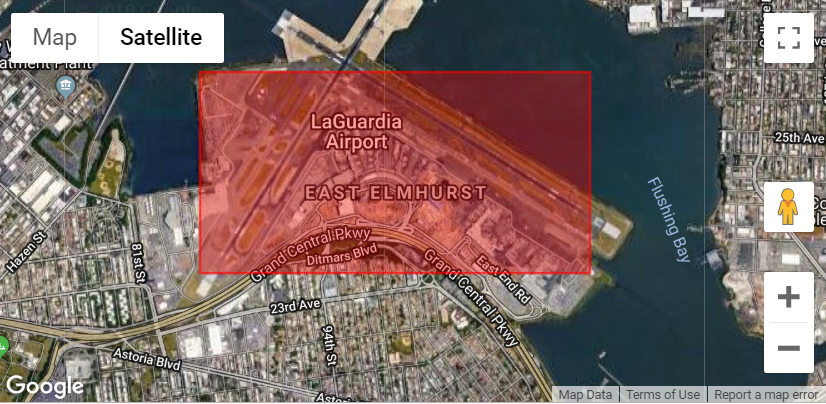 Map
Satellite
atment Plant
LaGuardia
Airport
EAST ELMHURST
25th Ave
Flushing Bay
Hazen St
81st St
Grand Central Pkwy
Ditmars Blvd
Grand Central Pkwy
East End Rd
23rd Ave
94th St
Astoria Blvd
Google
Map Data
Terms of Use
Report a map error